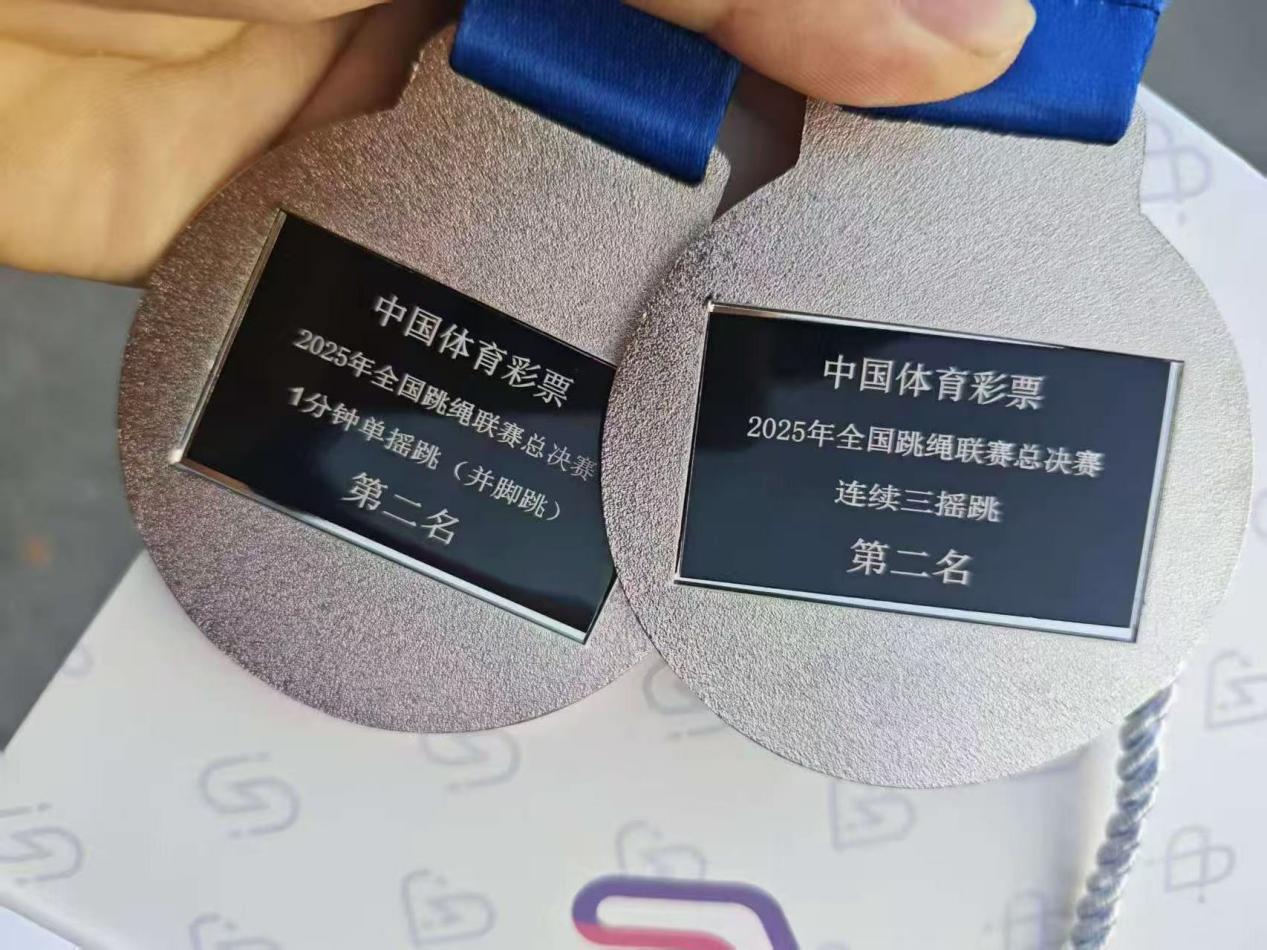 中国体育彩票
2025年全国跳绳联赛总决赛
1分钟单摇跳（并脚跳）
第二名
中国体育彩票
2025年全国跳绳联赛总决赛
连续三摇跳
第二名